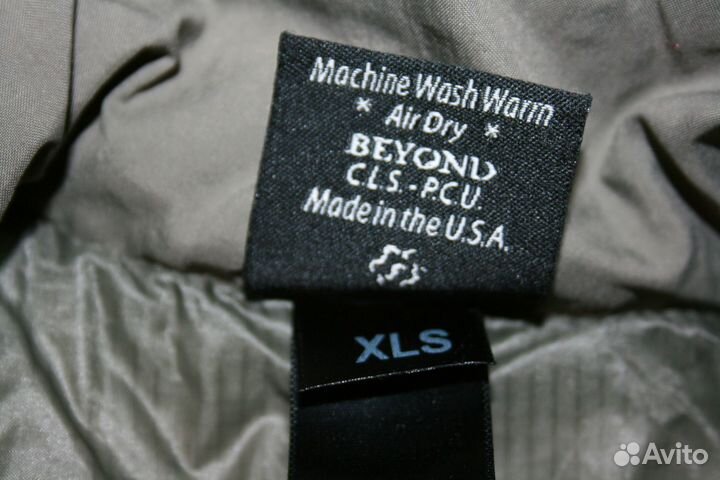 Machine Wash Warm
* Air Dry *
BEYOND
C.L.S.-P.C.U.
Made in the U.S.A.
XLS
Avito